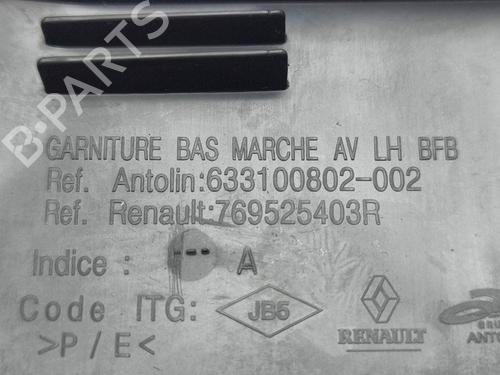 GARNITURE BAS MARCHE AV LH BFB
Ref. Antolin:633100802-002
Ref. Renault:769525403R
Indice : A
Code ITG: JB5
RENAULT
>P/E<
B-PARTS